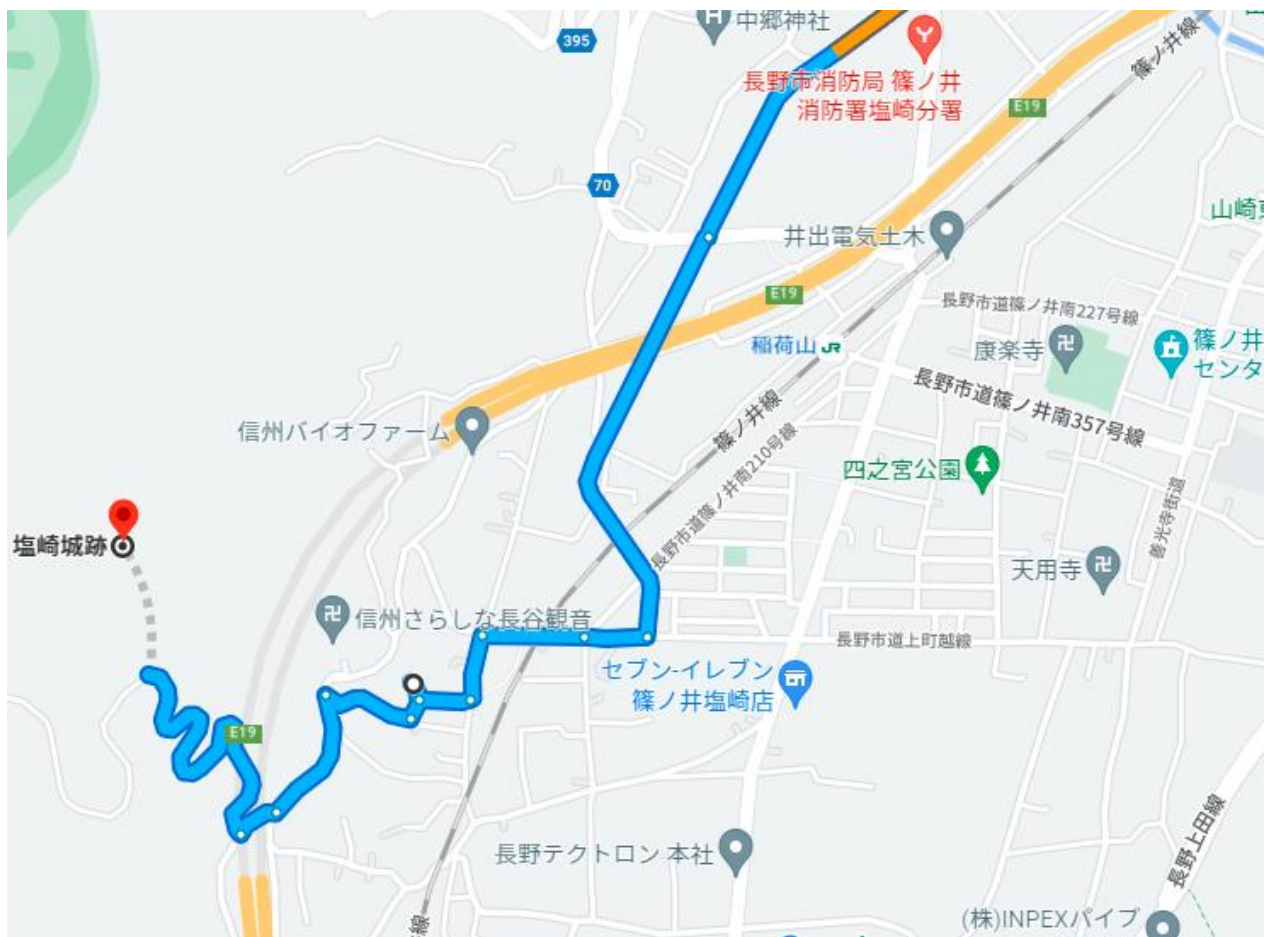 中郷神社
395
長野市消防局 篠ノ井
消防署塩崎分署
篠ノ井線
E19
70
井出電気土木
E19
長野市道篠ノ井南227号線
稲荷山 JR
康楽寺
篠ノ井
センタ
長野市道篠ノ井南357号線
信州バイオファーム
篠ノ井線
長野市道篠ノ井南210号線
四之宮公園
善光寺街道
塩崎城跡
天用寺
信州さらしな長谷観音
長野市道上町越線
セブン-イレブン
篠ノ井塩崎店
E19
長野テクトロン 本社
長野上田線
(株)INPEXパイプ
線